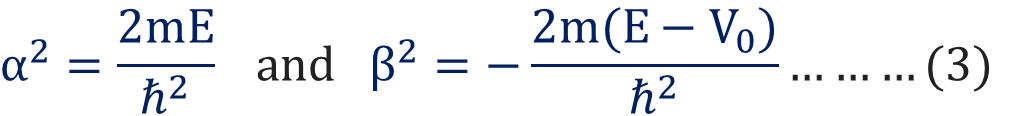 α² = 2mE/ħ² and β² = − 2m(E − V₀)/ħ² ... ... ... (3)